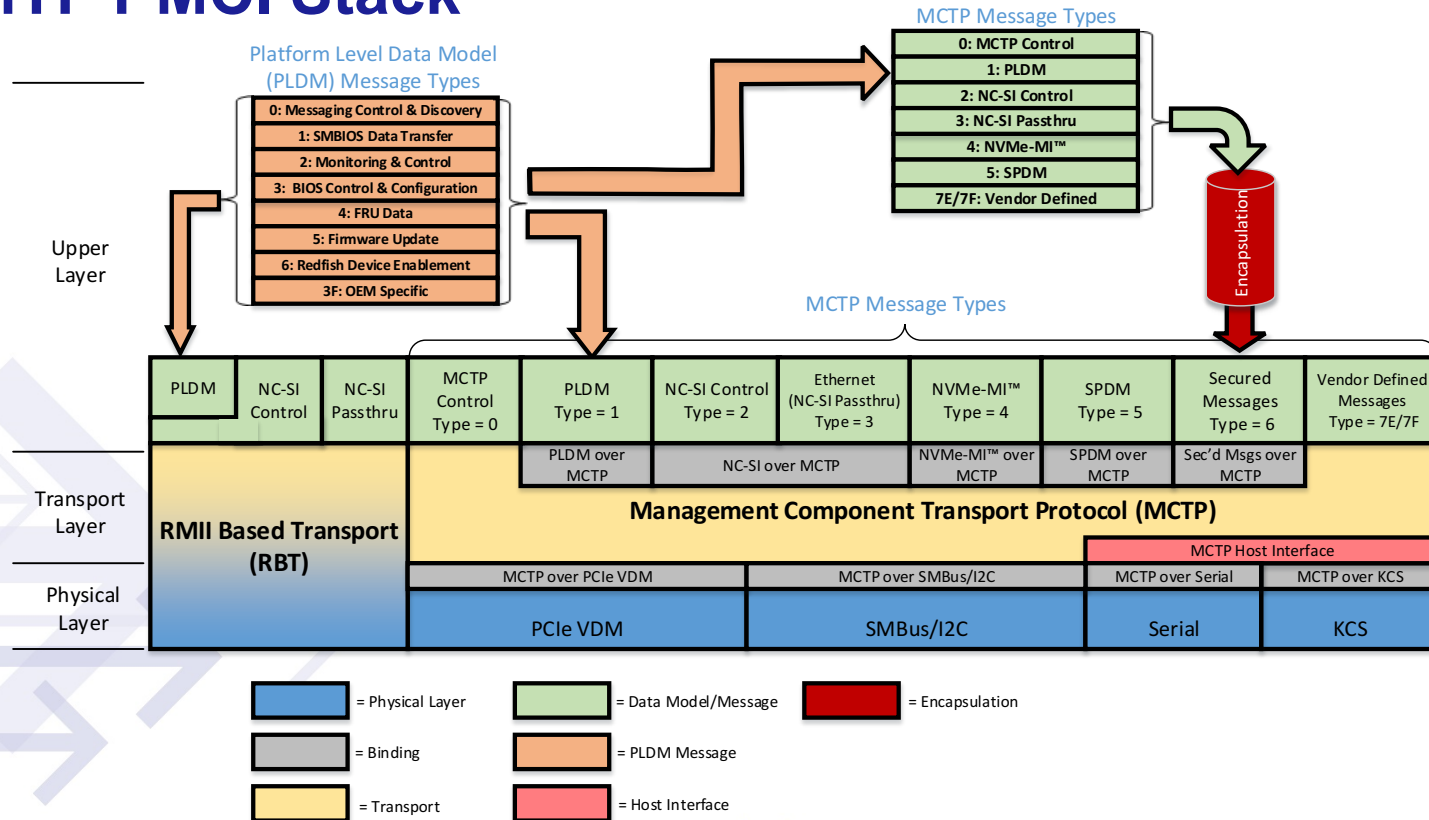 MCTP Message Types
Platform Level Data Model
(PLDM) Message Types
0: Messaging Control & Discovery
1: SMBIOS Data Transfer
2: Monitoring & Control
3: BIOS Control & Configuration
4: FRU Data
5: Firmware Update
6: Redfish Device Enablement
3F: OEM Specific
0: MCTP Control
1: PLDM
2: NC-SI Control
3: NC-SI Passthru
4: NVMe-MI™
5: SPDM
7E/7F: Vendor Defined
Encapsulation
Upper
Layer
MCTP Message Types
PLDM
NC-SI
Control
NC-SI
Passthru
MCTP
Control
Type = 0
PLDM
Type = 1
NC-SI Control
Type = 2
Ethernet
(NC-SI Passthru)
Type = 3
NVMe-MI™
Type = 4
SPDM
Type = 5
Secured
Messages
Type = 6
Vendor Defined
Messages
Type = 7E/7F
PLDM over
MCTP
NC-SI over MCTP
NVMe-MI™ over
MCTP
SPDM over
MCTP
Sec'd Msgs over
MCTP
Transport
Layer
RMII Based Transport
(RBT)
Management Component Transport Protocol (MCTP)
MCTP Host Interface
MCTP over PCIe VDM
MCTP over SMBus/I2C
MCTP over Serial
MCTP over KCS
Physical
Layer
PCIe VDM
SMBus/I2C
Serial
KCS
= Physical Layer
= Data Model/Message
= Encapsulation
= Binding
= PLDM Message
= Transport
= Host Interface